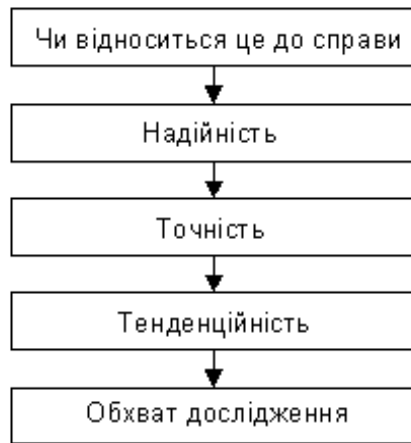 Чи відноситься це до справи
Надійність
Точність
Тенденційність
Обхват дослідження